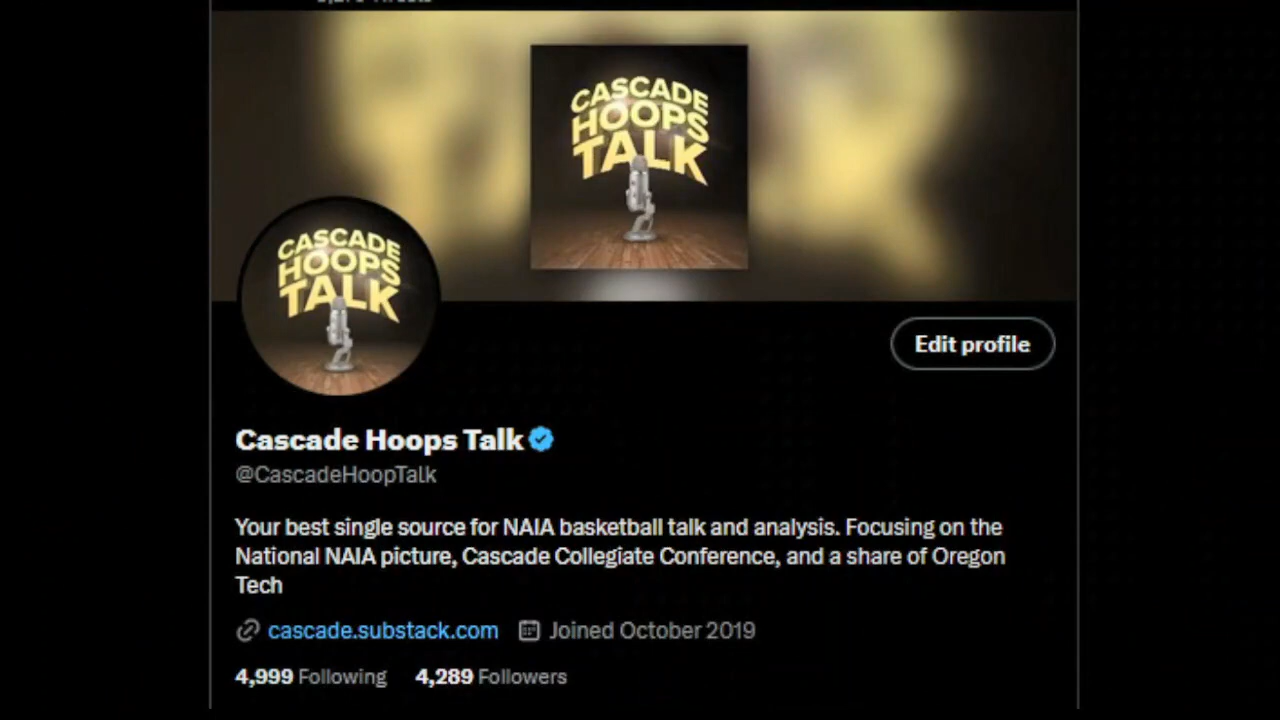 CASCADE
HOOPS
TALK
CASCADE
HOOPS
TALK
Edit profile
Cascade Hoops Talk
@CascadeHoopTalk
Your best single source for NAIA basketball talk and analysis. Focusing on the
National NAIA picture, Cascade Collegiate Conference, and a share of Oregon
Tech
cascade.substack.com Joined October 2019
4,999 Following 4,289 Followers